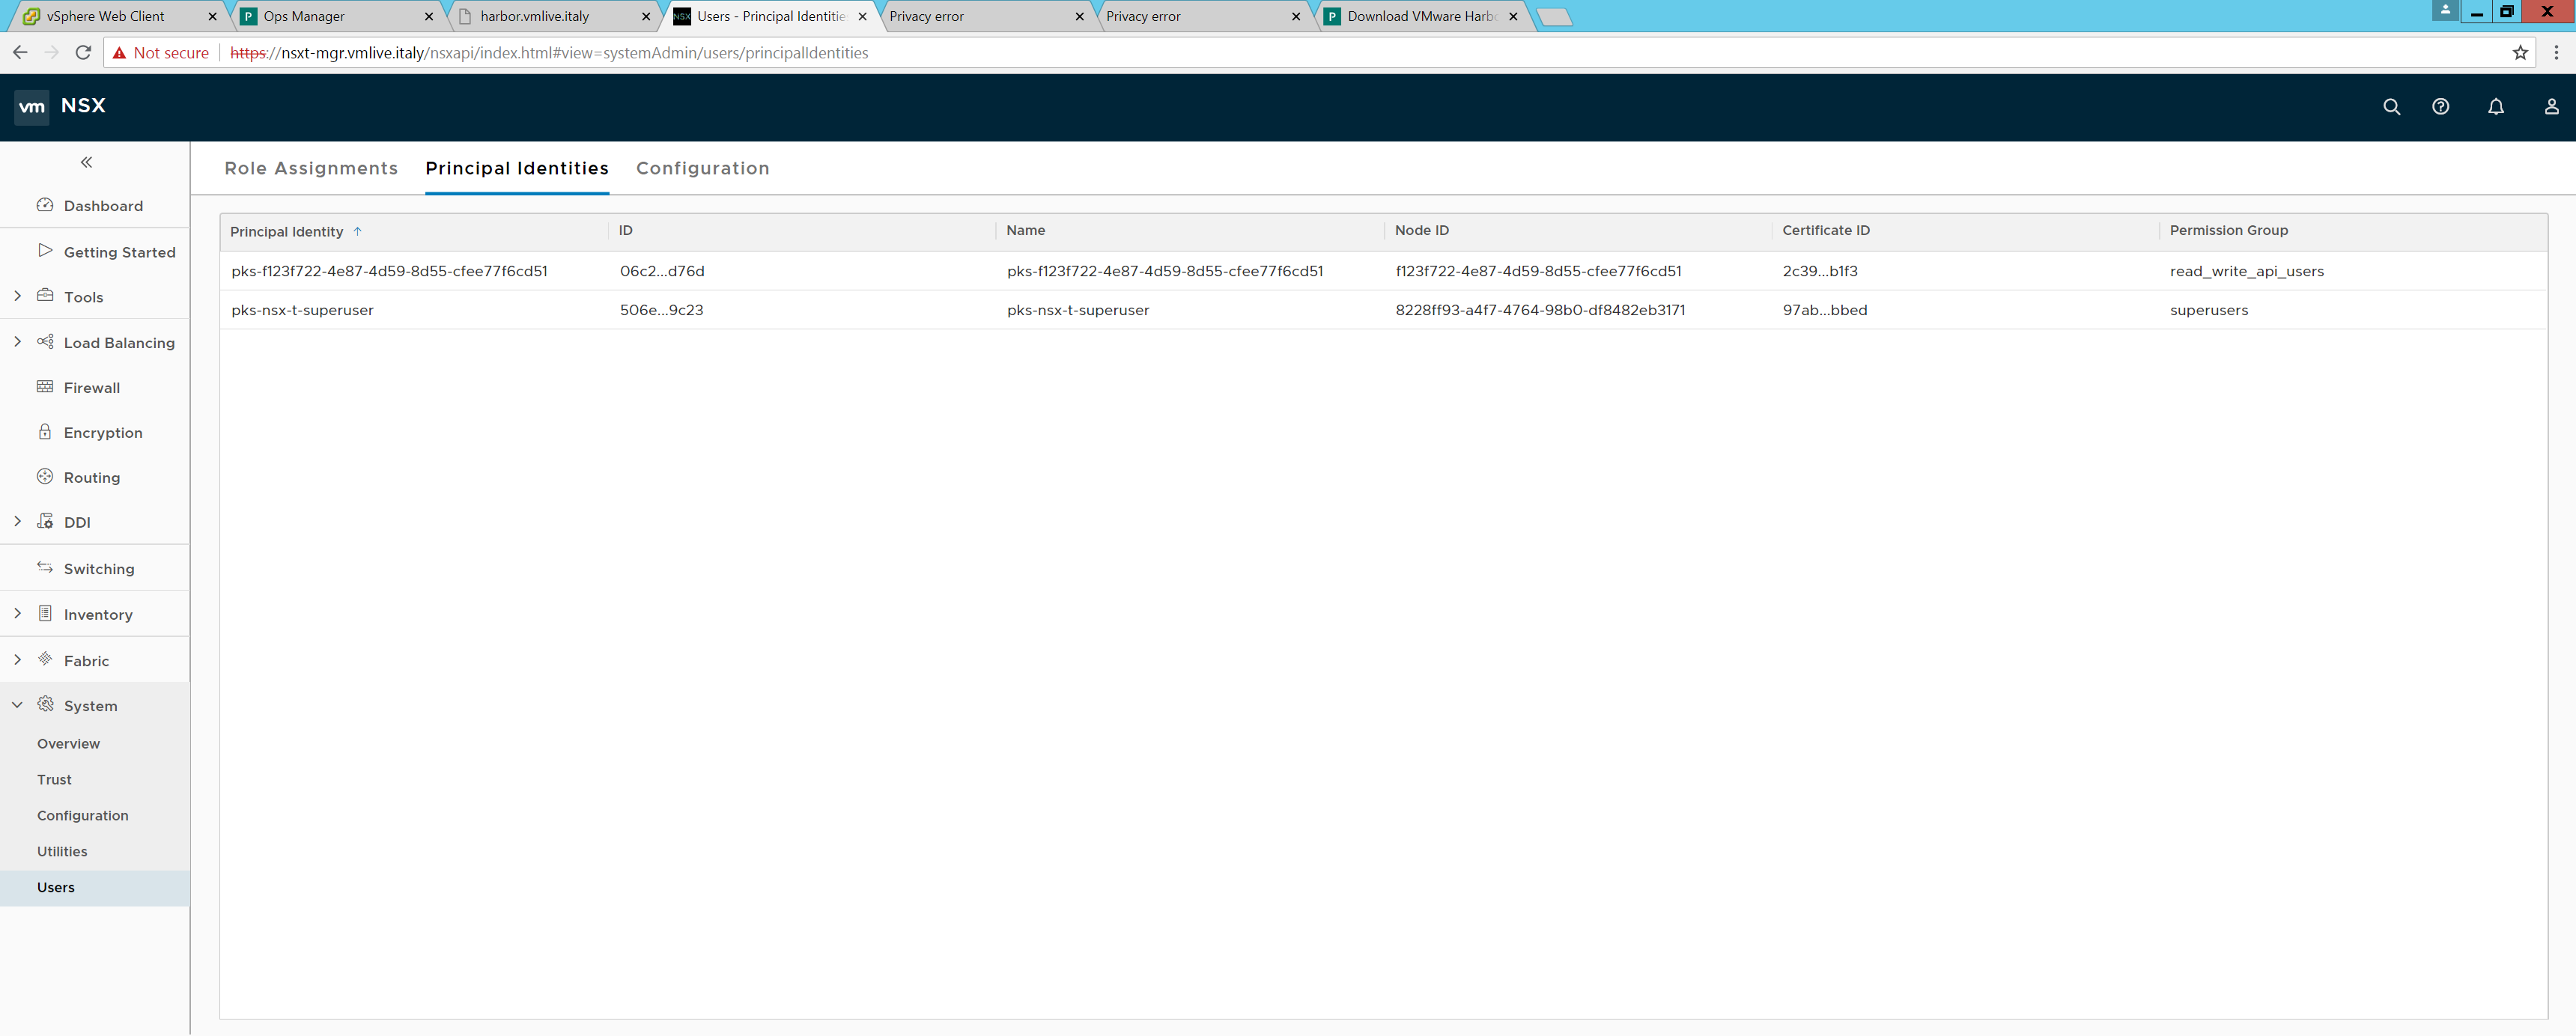 vSphere Web Client
Ops Manager
harbor.vmlive.italy
NSX Users - Principal Identitie
Privacy error
Privacy error
P Download VMware Harbo
Not secure https://nsxt-mgr.vmlive.italy/nsxapi/index.html#view=systemAdmin/users/principalIdentities
vm NSX
Role Assignments Principal Identities Configuration
Dashboard
Getting Started
Tools
Load Balancing
Firewall
Encryption
Routing
DDI
Switching
Inventory
Fabric
System
Overview
Trust
Configuration
Utilities
Users
Principal Identity ID Name Node ID Certificate ID Permission Group
pks-f123f722-4e87-4d59-8d55-cfee77f6cd51 06c2...d76d pks-f123f722-4e87-4d59-8d55-cfee77f6cd51 f123f722-4e87-4d59-8d55-cfee77f6cd51 2c39...b1f3 read_write_api_users
pks-nsx-t-superuser 506e...9c23 pks-nsx-t-superuser 8228ff93-a4f7-4764-98b0-df8482eb3171 97ab...bbed superusers